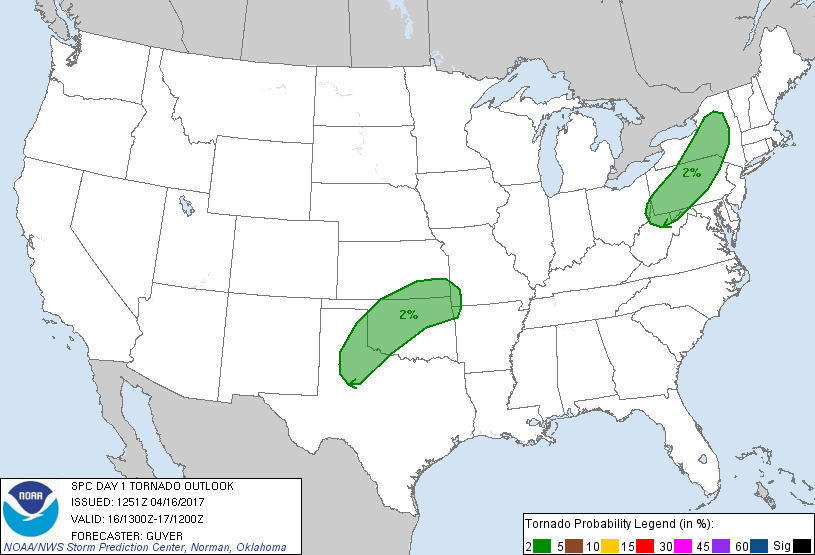 2%
2%
NOAA
SPC DAY 1 TORNADO OUTLOOK
ISSUED: 1251Z 04/16/2017
VALID: 16/1300Z-17/1200Z
FORECASTER: GUYER
NOAA/NWS Storm Prediction Center, Norman, Oklahoma
Tornado Probability Legend (in %):
2 5 10 15 30 45 60 Sig